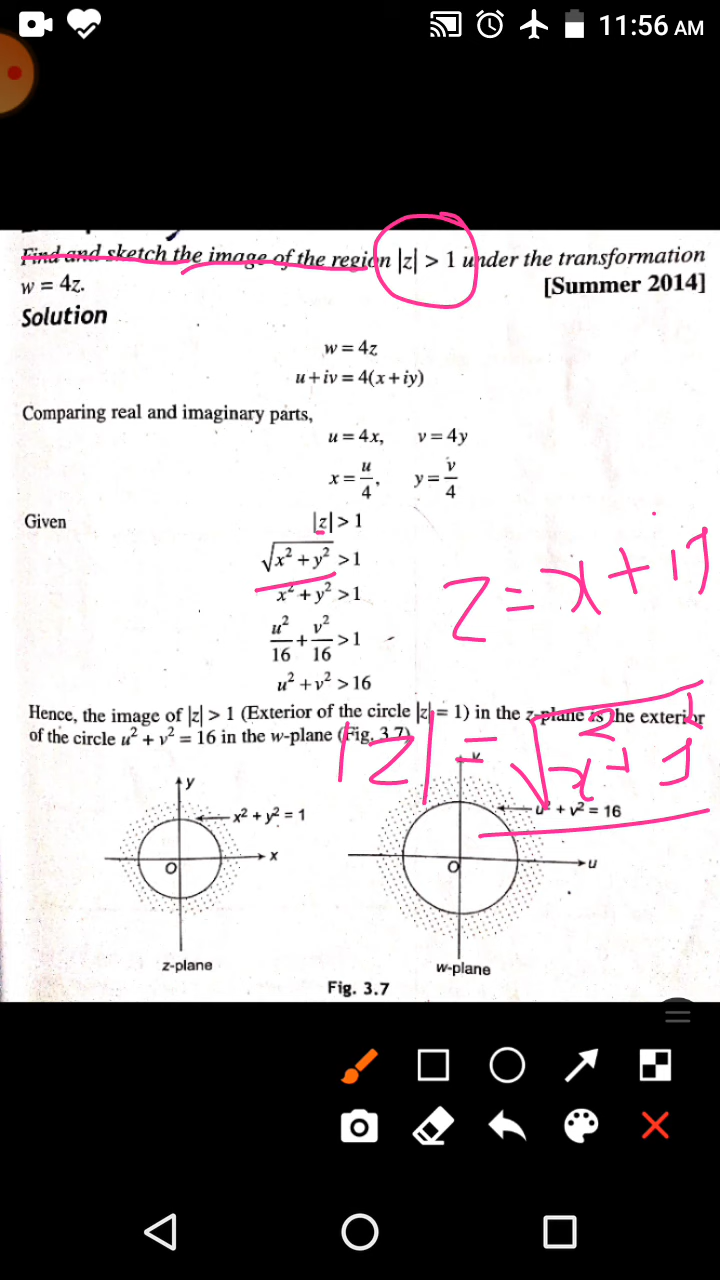 11:56 AM
Find and sketch the image of the region |z| > 1 under the transformation
w = 4z. [Summer 2014]
Solution
w = 4z
u + iv = 4(x + iy)
Comparing real and imaginary parts,
u = 4x, v = 4y
x = u/4, y = v/4
Given |z| > 1
√(x² + y²) > 1
x² + y² > 1
u²/16 + v²/16 > 1
u² + v² > 16
z = x + iy
Hence, the image of |z| > 1 (Exterior of the circle |z| = 1) in the z-plane is the exterior
of the circle u² + v² = 16 in the w-plane (Fig. 3.7)
|z| = √x² + y²
y
x² + y² = 1
x
O
z-plane
v
u² + v² = 16
u
O
w-plane
Fig. 3.7